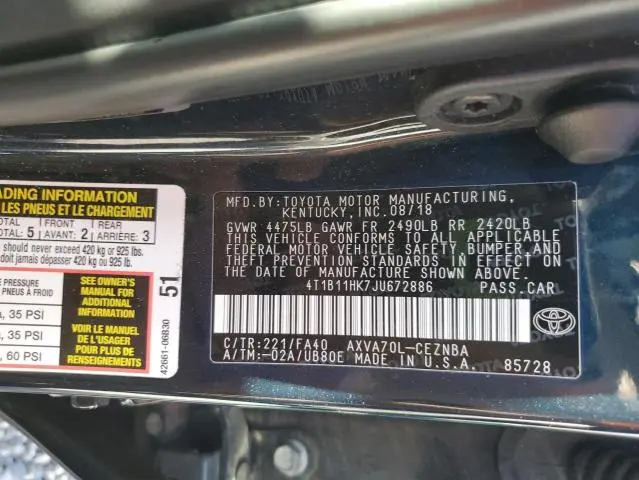 ADING INFORMATION
LES PNEUS ET LE CHARGEMENT
TOTAL 5 FRONT AVANT: 2 REAR ARRIÈRE: 3
should never exceed 420 kg or 925 lbs.
doit jamais dépasser 420 kg ou 925 lb.
PRESSURE
À FROID
35 PSI
35 PSI
60 PSI
SEE OWNER'S
MANUAL FOR
ADDITIONAL
INFORMATION
VOIR LE MANUEL
DE L'USAGER
POUR PLUS DE
RENSEIGNEMENTS
51
42661-06B30
MFD.BY:TOYOTA MOTOR MANUFACTURING,
KENTUCKY,INC.08/18
GVWR 4475LB GAWR FR 2490LB RR 2420LB
THIS VEHICLE CONFORMS TO ALL APPLICABLE
FEDERAL MOTOR VEHICLE SAFETY,BUMPER,AND
THEFT PREVENTION STANDARDS IN EFFECT ON
THE DATE OF MANUFACTURE SHOWN ABOVE.
4T1B11HK7JU672886 PASS.CAR
C/TR:221/FA40 AXVA70L-CEZNBA
A/TM:-02A/UB80E MADE IN U.S.A. 85728
TOYOTA